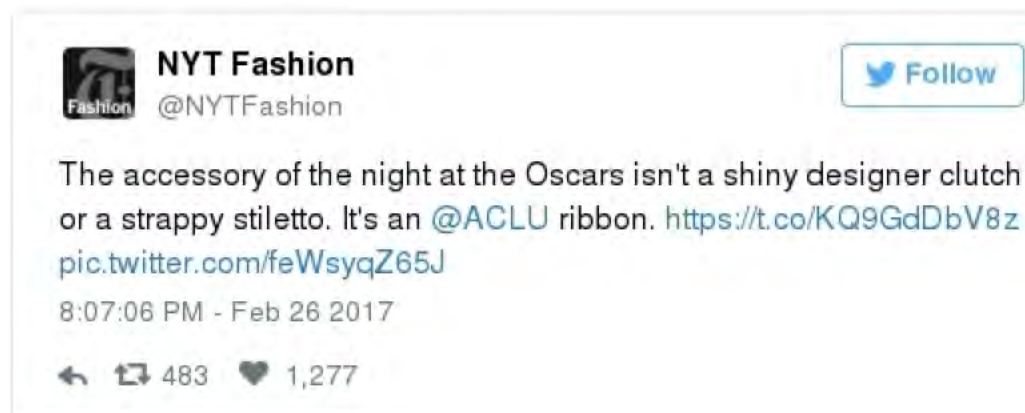 NYT Fashion
Fashion
@NYTFashion
Follow
The accessory of the night at the Oscars isn't a shiny designer clutch
or a strappy stiletto. It's an @ACLU ribbon. https://t.co/KQ9GdDbV8z
pic.twitter.com/feWsyqZ65J
8:07:06 PM - Feb 26 2017
483 1,277